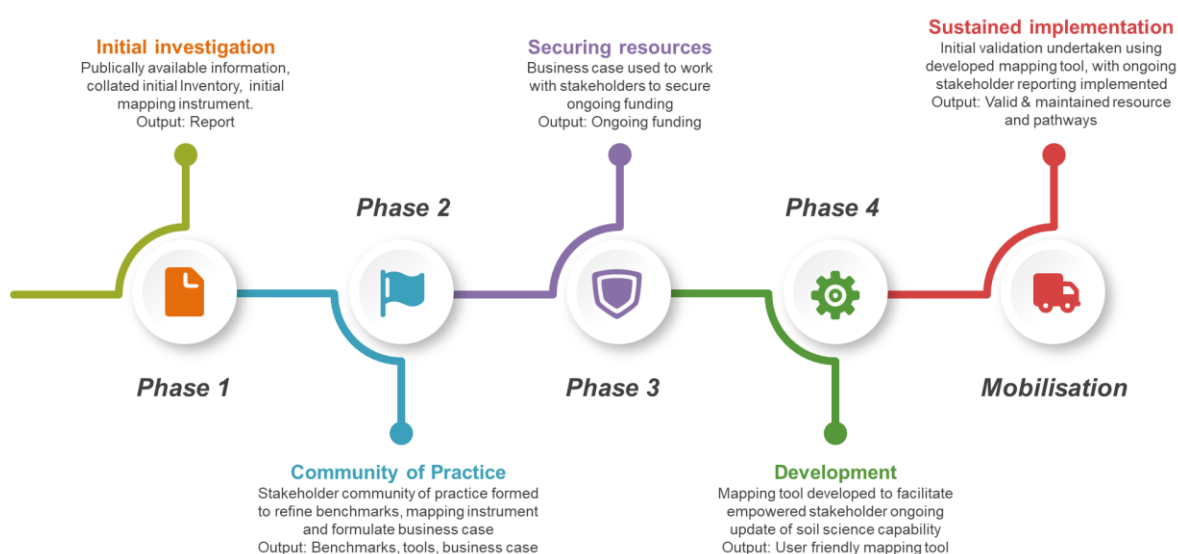 Initial investigation
Publically available information,
collated initial Inventory, initial
mapping instrument.
Output: Report
Phase 1
Phase 2
Community of Practice
Stakeholder community of practice formed
to refine benchmarks, mapping instrument
and formulate business case
Output: Benchmarks, tools, business case
Securing resources
Business case used to work
with stakeholders to secure
ongoing funding
Output: Ongoing funding
Phase 3
Phase 4
Development
Mapping tool developed to facilitate
empowered stakeholder ongoing
update of soil science capability
Output: User friendly mapping tool
Sustained implementation
Initial validation undertaken using
developed mapping tool, with ongoing
stakeholder reporting implemented
Output: Valid & maintained resource
and pathways
Mobilisation